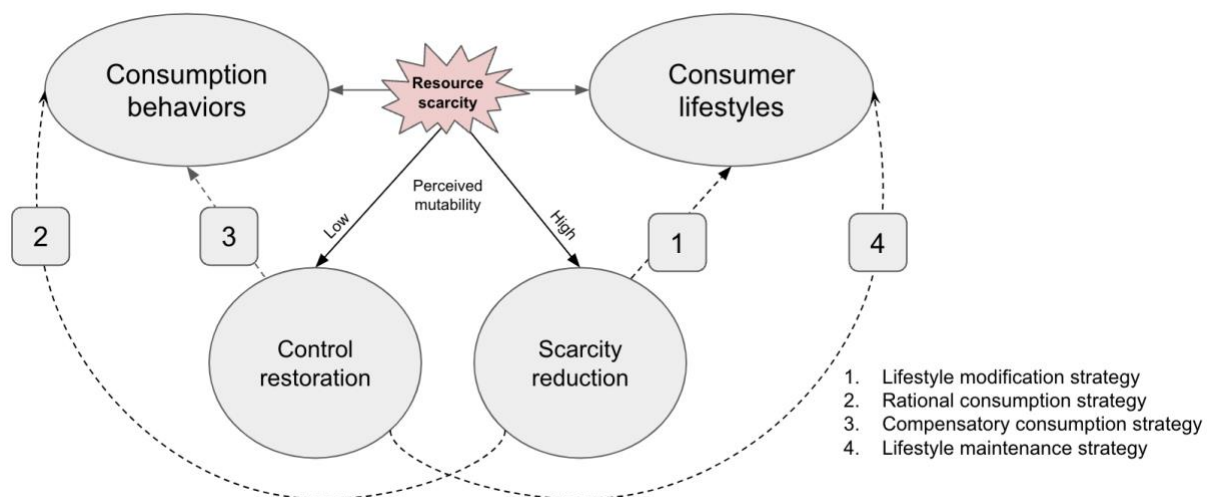 Consumption
behaviors
Resource
scarcity
Consumer
lifestyles
Perceived
mutability
Low
High
2
3
1
4
Control
restoration
Scarcity
reduction
1. Lifestyle modification strategy
2. Rational consumption strategy
3. Compensatory consumption strategy
4. Lifestyle maintenance strategy